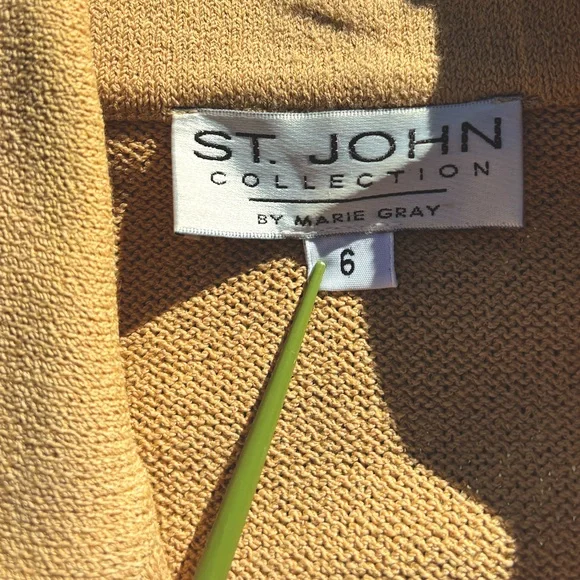 ST. JOHN
COLLECTION
BY MARIE GRAY
6